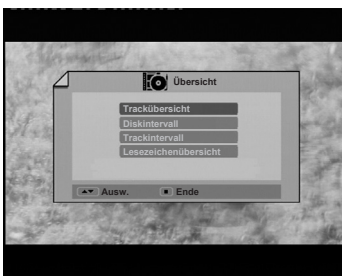 Übersicht
Trackübersicht
Diskintervall
Trackintervall
Lesezeichenübersicht
Ausw. Ende